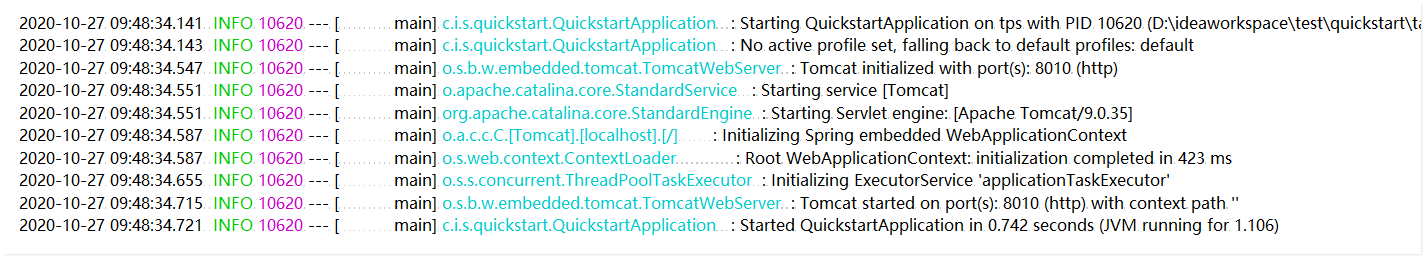 2020-10-27 09:48:34.141  INFO 10620 --- [           main] c.i.s.quickstart.QuickstartApplication   : Starting QuickstartApplication on tps with PID 10620 (D:\ideaworkspace\test\quickstart\ta
2020-10-27 09:48:34.143  INFO 10620 --- [           main] c.i.s.quickstart.QuickstartApplication   : No active profile set, falling back to default profiles: default
2020-10-27 09:48:34.547  INFO 10620 --- [           main] o.s.b.w.embedded.tomcat.TomcatWebServer  : Tomcat initialized with port(s): 8010 (http)
2020-10-27 09:48:34.551  INFO 10620 --- [           main] o.apache.catalina.core.StandardService   : Starting service [Tomcat]
2020-10-27 09:48:34.551  INFO 10620 --- [           main] org.apache.catalina.core.StandardEngine  : Starting Servlet engine: [Apache Tomcat/9.0.35]
2020-10-27 09:48:34.587  INFO 10620 --- [           main] o.a.c.c.C.[Tomcat].[localhost].[/]       : Initializing Spring embedded WebApplicationContext
2020-10-27 09:48:34.587  INFO 10620 --- [           main] o.s.web.context.ContextLoader            : Root WebApplicationContext: initialization completed in 423 ms
2020-10-27 09:48:34.655  INFO 10620 --- [           main] o.s.s.concurrent.ThreadPoolTaskExecutor  : Initializing ExecutorService 'applicationTaskExecutor'
2020-10-27 09:48:34.715  INFO 10620 --- [           main] o.s.b.w.embedded.tomcat.TomcatWebServer  : Tomcat started on port(s): 8010 (http) with context path ''
2020-10-27 09:48:34.721  INFO 10620 --- [           main] c.i.s.quickstart.QuickstartApplication   : Started QuickstartApplication in 0.742 seconds (JVM running for 1.106)